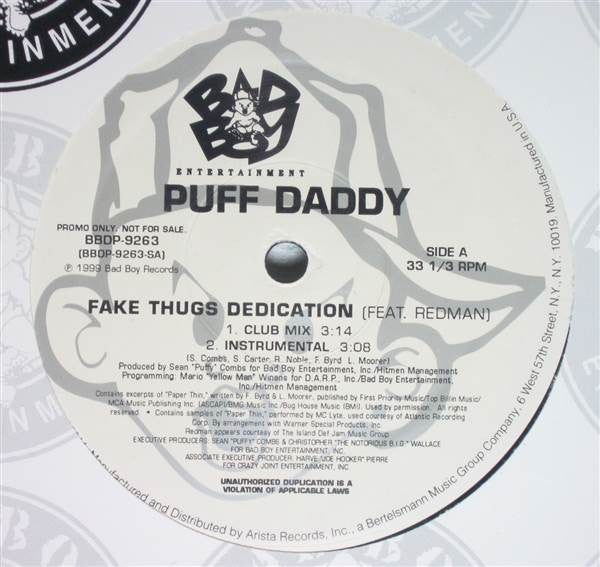 BAD
BOY
ENTERTAINMENT
PUFF DADDY
PROMO ONLY. NOT FOR SALE.
BBDP-9263
(BBDP-9263-SA)
℗ 1999 Bad Boy Records
SIDE A
33 1/3 RPM
FAKE THUGS DEDICATION (FEAT. REDMAN)
1. CLUB MIX 3:14
2. INSTRUMENTAL 3:08
(S. Combs, S. Carter, R. Noble, F. Byrd L. Moorer)
Produced by Sean "Puffy" Combs for Bad Boy Entertainment, Inc./Hitmen Management
Programming: Mario "Yellow Man" Winans for D.A.R.P., Inc./Bad Boy Entertainment,
Inc./Hitmen Management
Contains excerpts of "Paper Thin," written by F. Byrd & L. Moorer, published by First Priority Music/Top Billin Music/
MCA Music Publishing, Inc. (ASCAP)/BMG Music Inc./Bug House Music (BMI). Used by permission. All rights
reserved. • Contains samples of "Paper Thin," performed by MC Lyte, used courtesy of Atlantic Recording
Corp. By arrangement with Warner Special Products, Inc.
Redman appears courtesy of The Island Def Jam Music Group
EXECUTIVE PRODUCERS: SEAN "PUFFY" COMBS & CHRISTOPHER "THE NOTORIOUS B.I.G." WALLACE
FOR BAD BOY ENTERTAINMENT, INC.
ASSOCIATE EXECUTIVE PRODUCER: HARVE "JOE HOOKER" PIERRE
FOR CRAZY JOINT ENTERTAINMENT, INC.
UNAUTHORIZED DUPLICATION IS A
VIOLATION OF APPLICABLE LAWS
Manufactured and Distributed by Arista Records, Inc., a Bertelsmann Music Group Company, 6 West 57th Street, N.Y., N.Y. 10019 Manufactured in U.S.A.